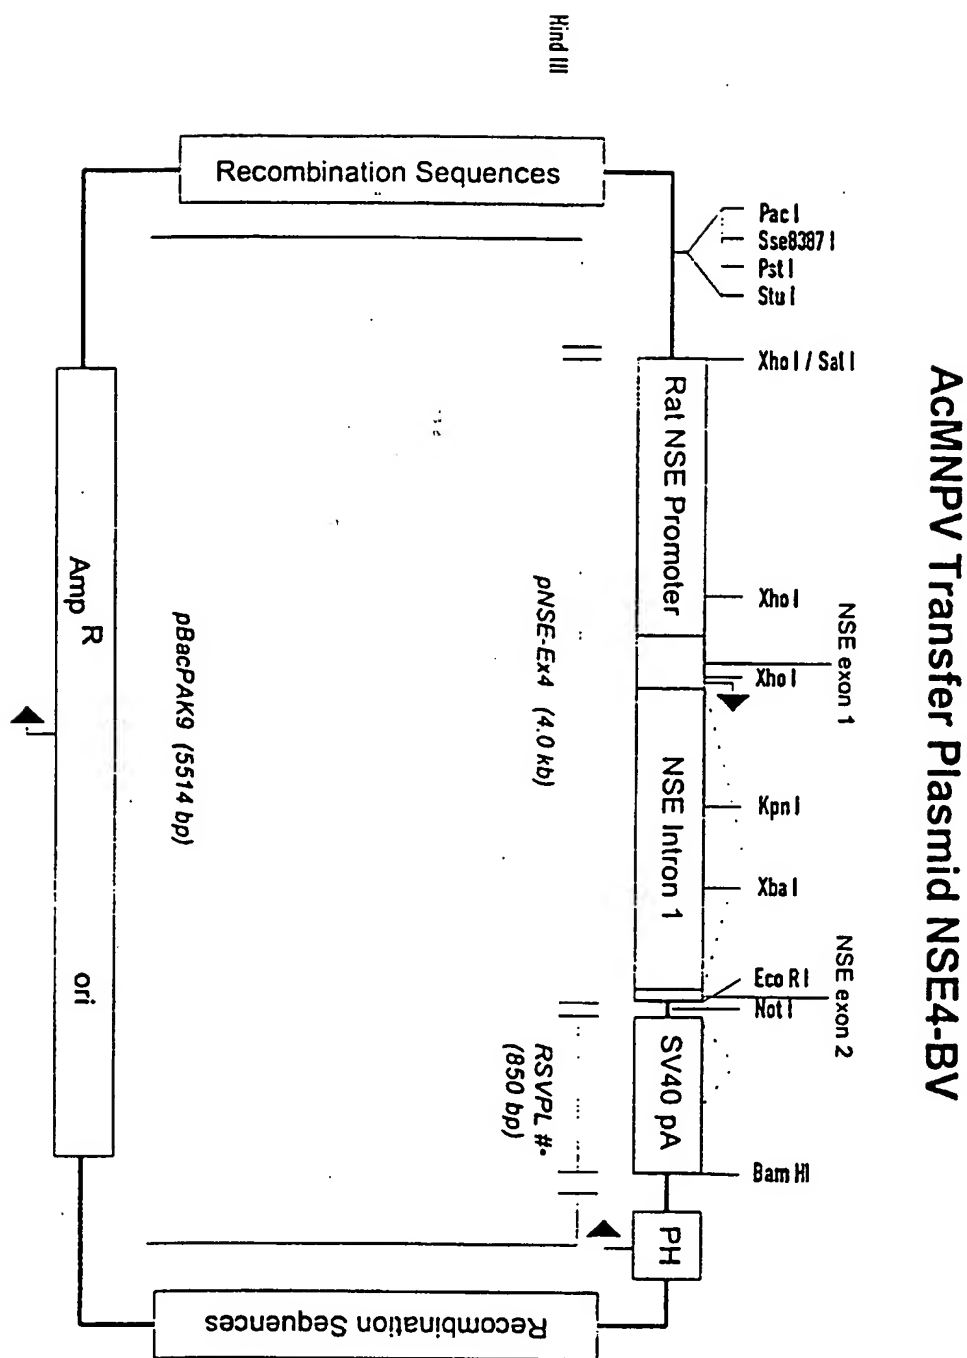 AcMNPV Transfer Plasmid NSE4-BV
NSE exon 1
NSE exon 2
Pac I
Sse8387 I
Pst I
Stu I
Xho I / Sal I
Xho I
Xho I
Kpn I
Xba I
Eco R I
Not I
Bam HI
Rat NSE Promoter
NSE Intron 1
SV40 pA
PH
Hind III
Recombination Sequences
Recombination Sequences
pNSE-Ex4 (4.0 kb)
RSVPL
(850 bp)
pBacPAK9 (5514 bp)
Amp R
ori